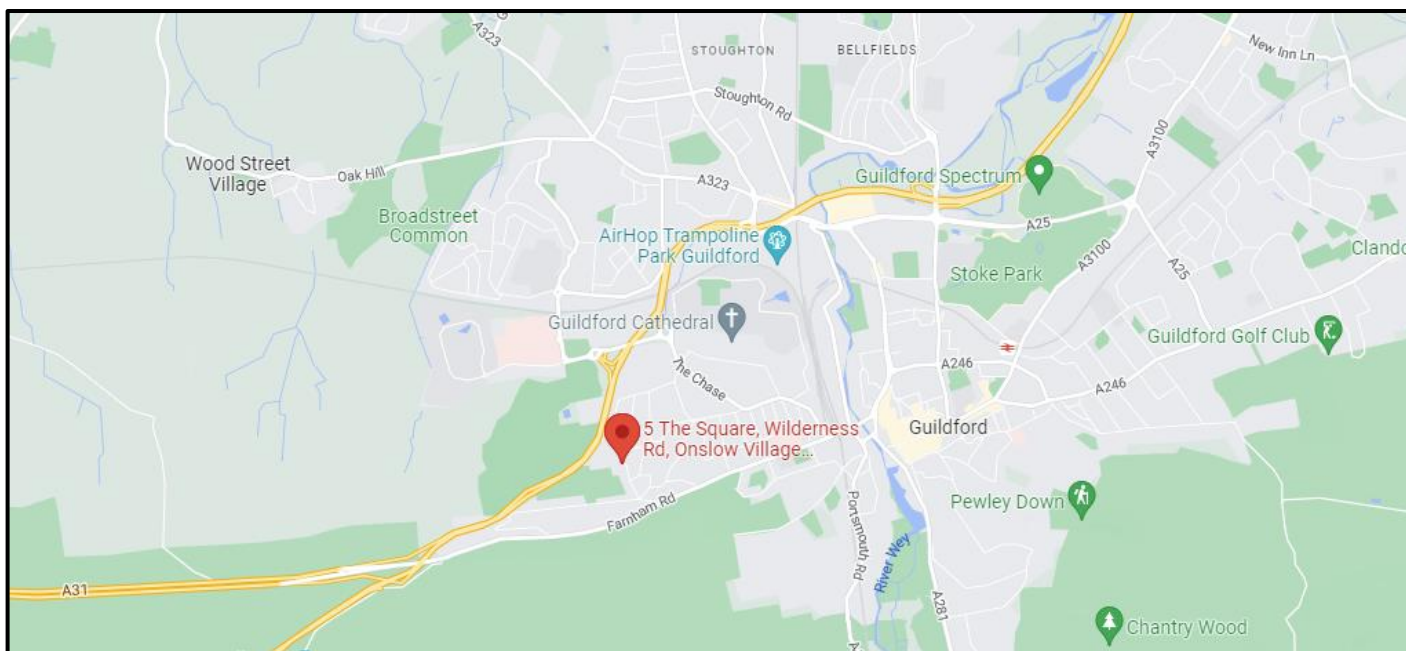 A323
STOUGHTON
BELLFIELDS
New Inn Ln
Stoughton Rd
A3100
Wood Street
Village
Oak Hill
A323
Guildford Spectrum
Broadstreet
Common
A25
AirHop Trampoline
Park Guildford
Stoke Park
A3100
A25
Guildford Cathedral
Guildford Golf Club
The Chase
A246
A246
5 The Square, Wilderness
Rd, Onslow Village...
Guildford
Farnham Rd
Portsmouth Rd
Pewley Down
River Wey
A31
A281
Chantry Wood